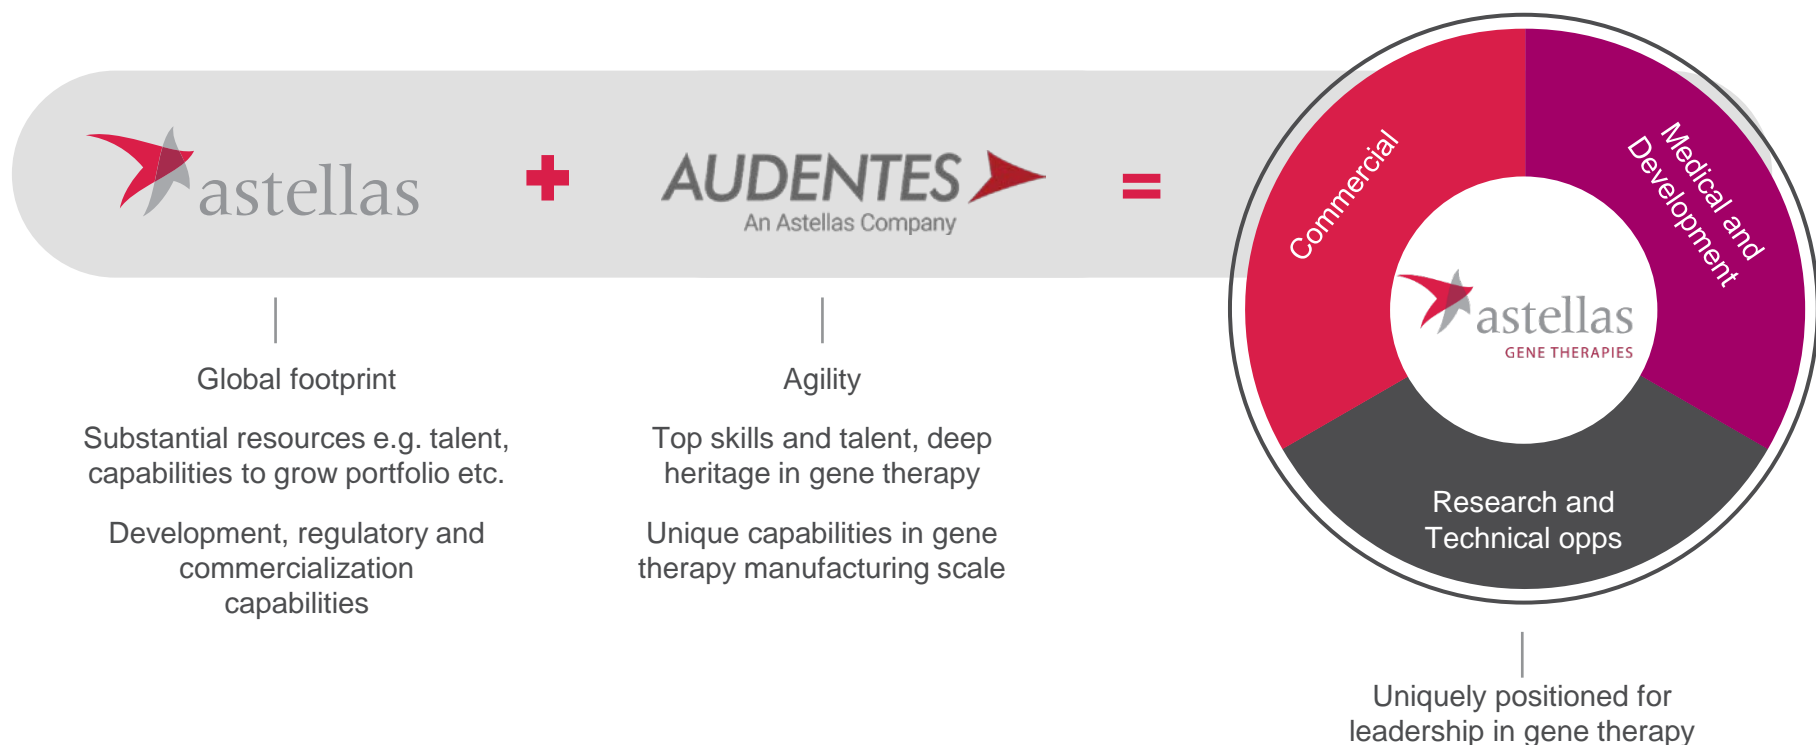 astellas
+
AUDENTES
An Astellas Company
=
Commercial
Medical and
Development
astellas
GENE THERAPIES
Research and
Technical opps
Global footprint
Substantial resources e.g. talent,
capabilities to grow portfolio etc.
Development, regulatory and
commercialization
capabilities
Agility
Top skills and talent, deep
heritage in gene therapy
Unique capabilities in gene
therapy manufacturing scale
Uniquely positioned for
leadership in gene therapy